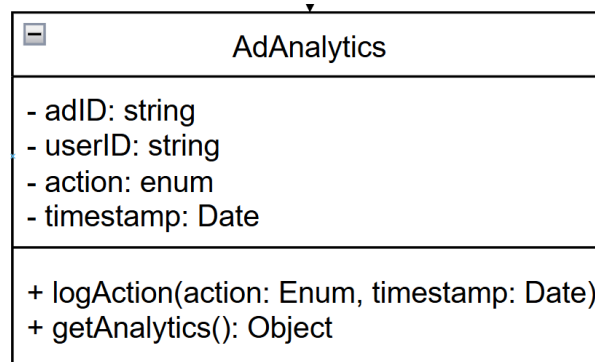 AdAnalytics
- adID: string
- userID: string
- action: enum
- timestamp: Date
+ logAction(action: Enum, timestamp: Date)
+ getAnalytics(): Object